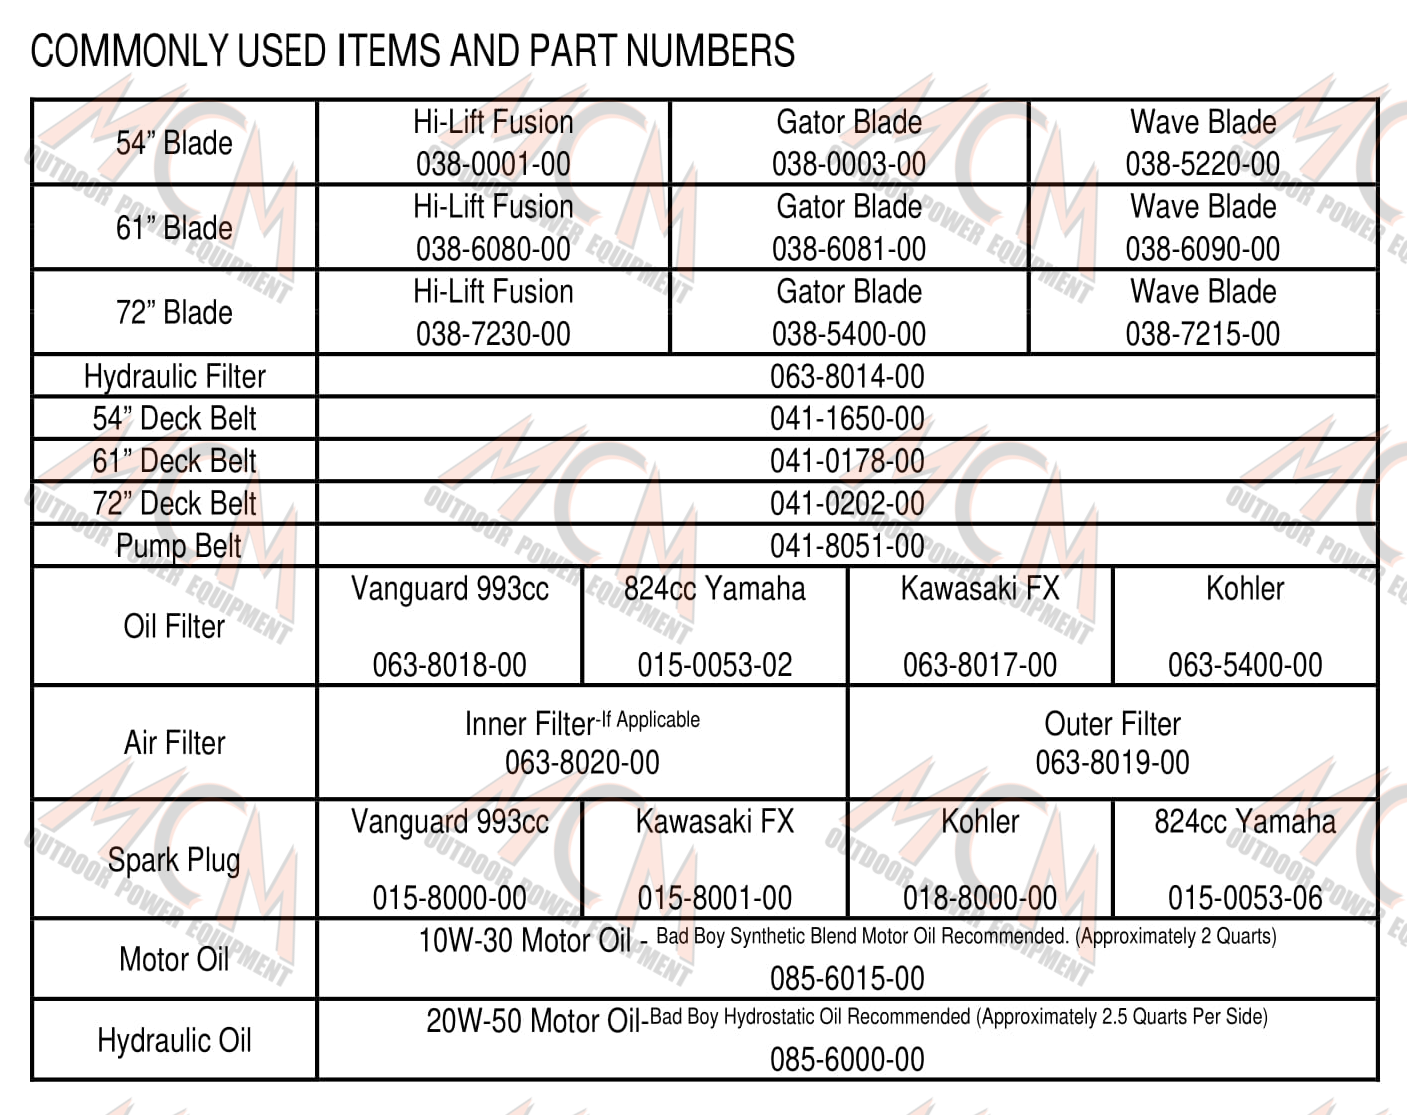 COMMONLY USED ITEMS AND PART NUMBERS
54” Blade
Hi-Lift Fusion
038-0001-00
Gator Blade
038-0003-00
Wave Blade
038-5220-00
61” Blade
Hi-Lift Fusion
038-6080-00
Gator Blade
038-6081-00
Wave Blade
038-6090-00
72” Blade
Hi-Lift Fusion
038-7230-00
Gator Blade
038-5400-00
Wave Blade
038-7215-00
Hydraulic Filter 063-8014-00
54” Deck Belt 041-1650-00
61” Deck Belt 041-0178-00
72” Deck Belt 041-0202-00
Pump Belt 041-8051-00
Oil Filter
Vanguard 993cc
063-8018-00
824cc Yamaha
015-0053-02
Kawasaki FX
063-8017-00
Kohler
063-5400-00
Air Filter
Inner Filter-If Applicable
063-8020-00
Outer Filter
063-8019-00
Spark Plug
Vanguard 993cc
015-8000-00
Kawasaki FX
015-8001-00
Kohler
018-8000-00
824cc Yamaha
015-0053-06
Motor Oil
10W-30 Motor Oil - Bad Boy Synthetic Blend Motor Oil Recommended. (Approximately 2 Quarts)
085-6015-00
Hydraulic Oil
20W-50 Motor Oil-Bad Boy Hydrostatic Oil Recommended (Approximately 2.5 Quarts Per Side)
085-6000-00
MCM
OUTDOOR POWER EQUIPMENT